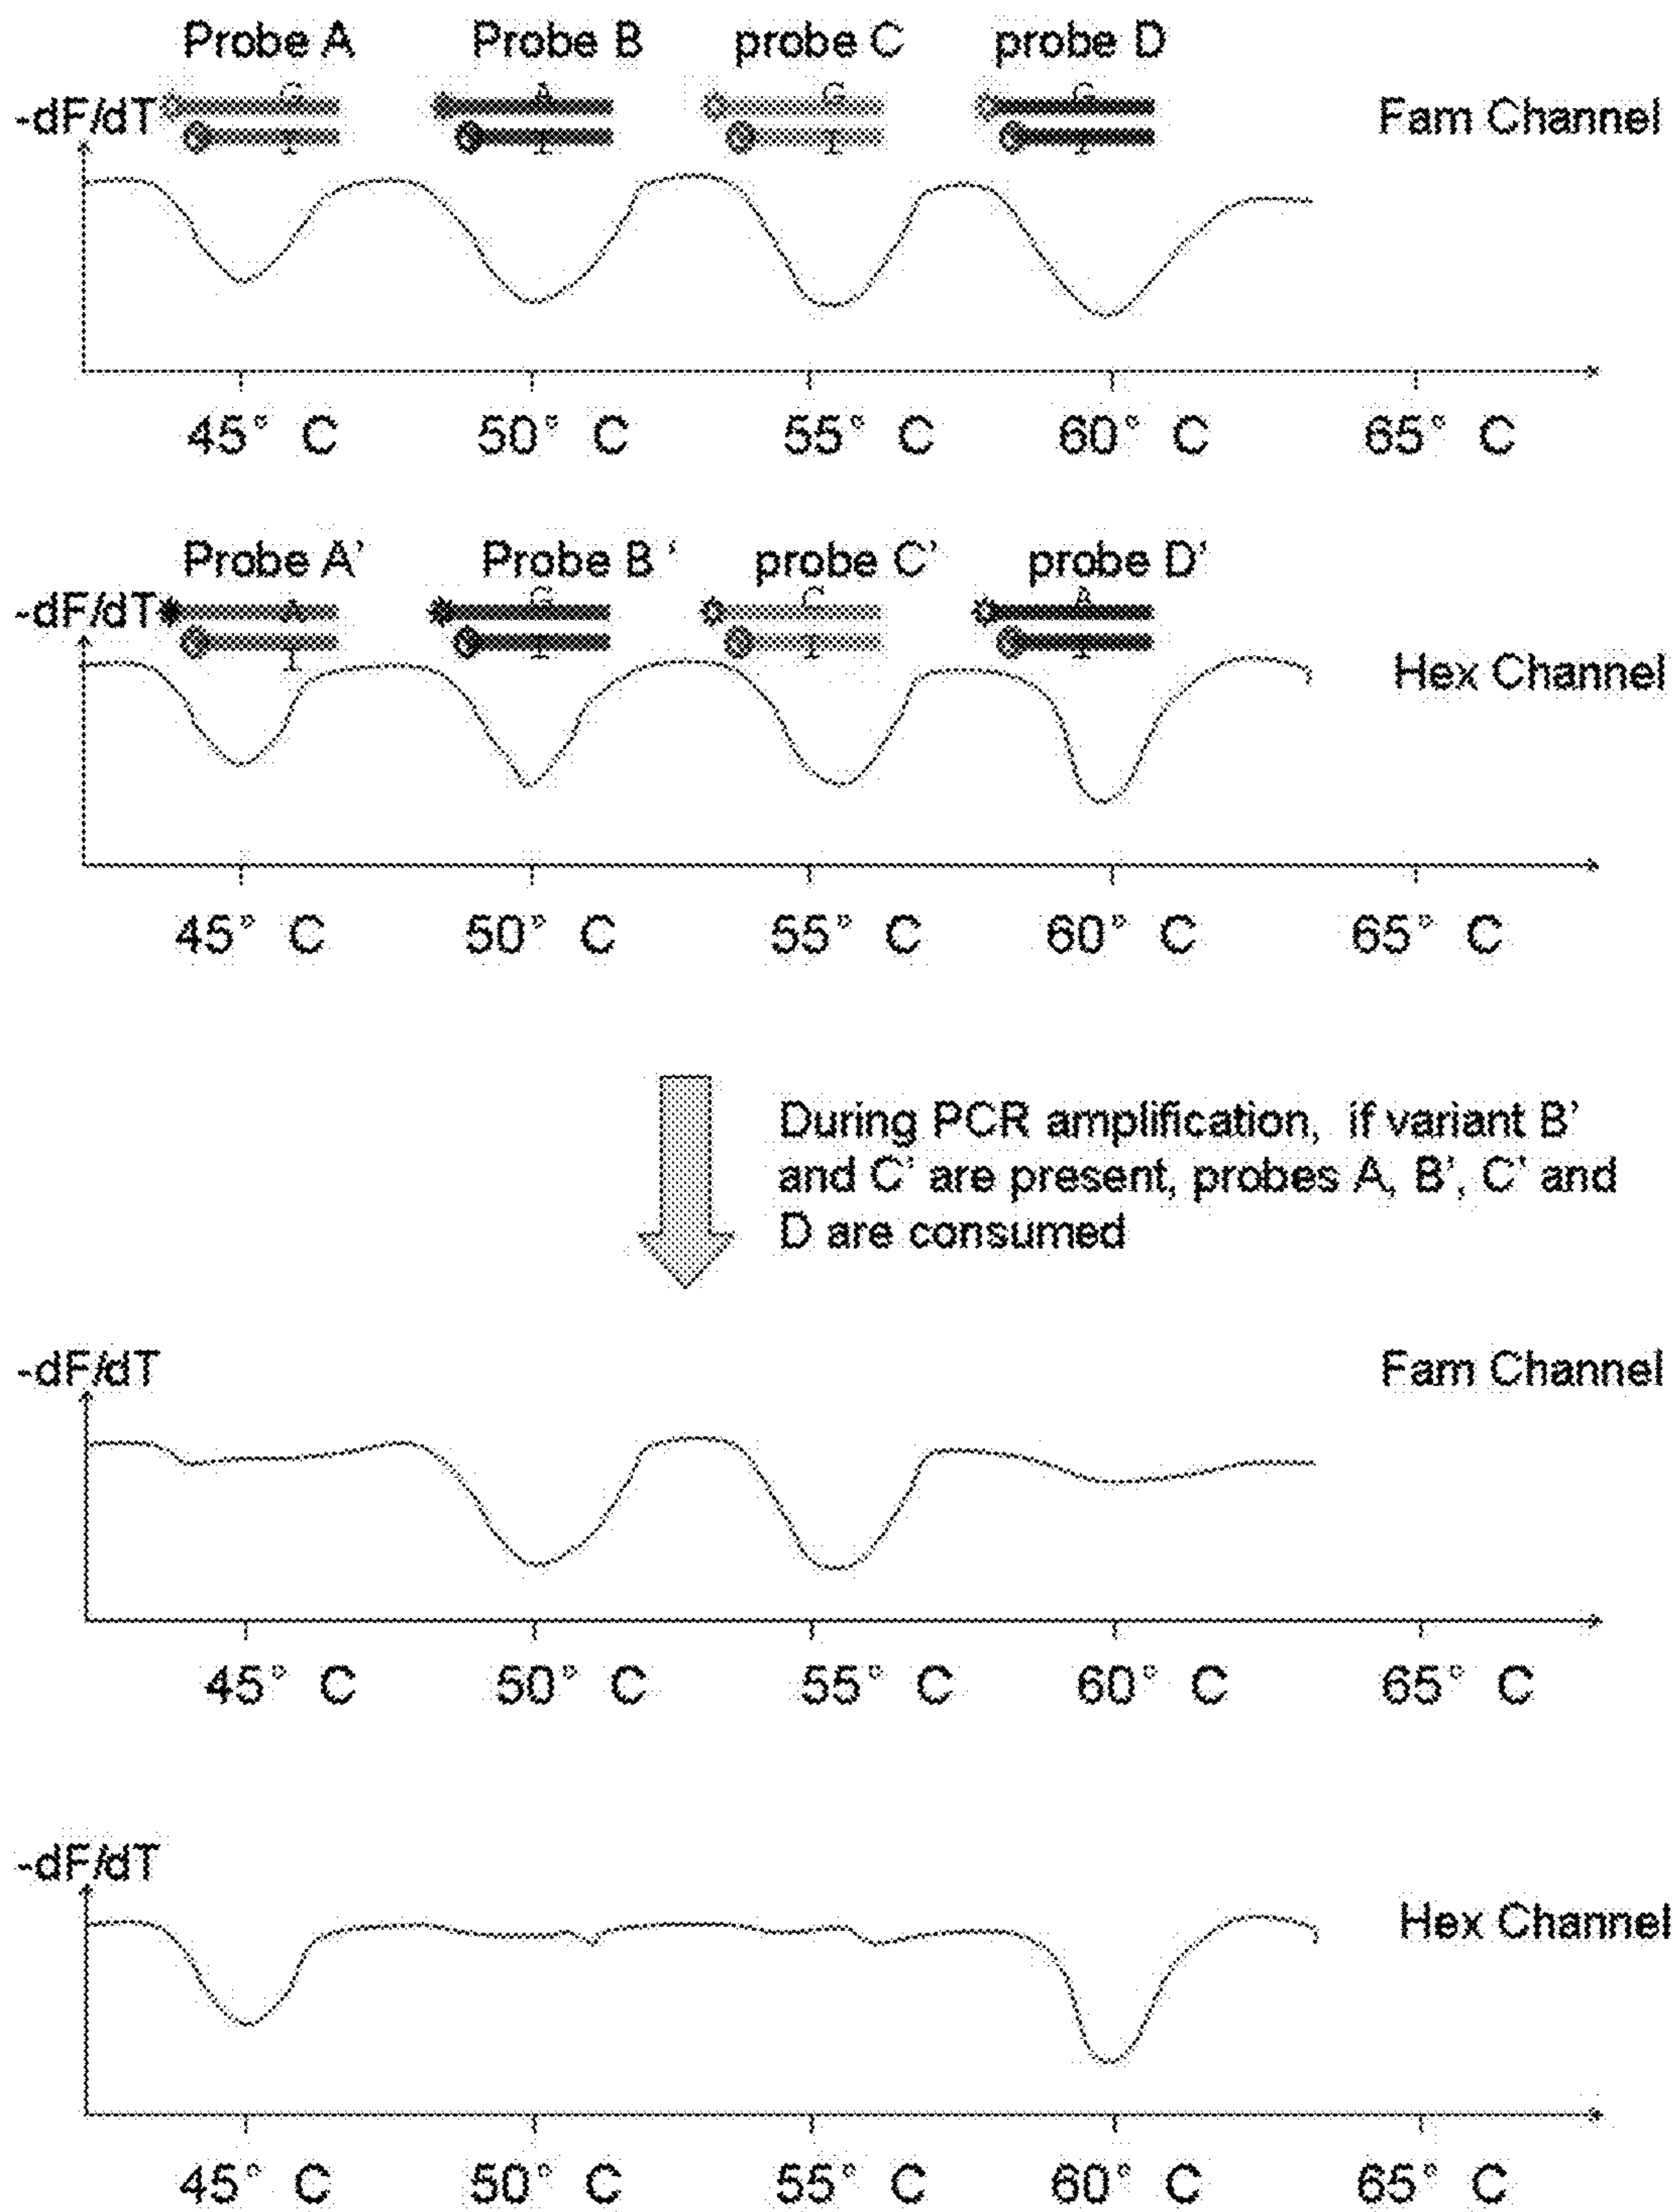 Probe A Probe B probe C probe D
G A G G
-dF/dT Fam Channel
I I I I
45° C 50° C 55° C 60° C 65° C
Probe A' Probe B ' probe C' probe D'
A G C A
-dF/dT Hex Channel
I I I I
45° C 50° C 55° C 60° C 65° C
During PCR amplification, if variant B'
and C' are present, probes A, B', C' and
D are consumed
-dF/dT Fam Channel
45° C 50° C 55° C 60° C 65° C
-dF/dT Hex Channel
45° C 50° C 55° C 60° C 65° C